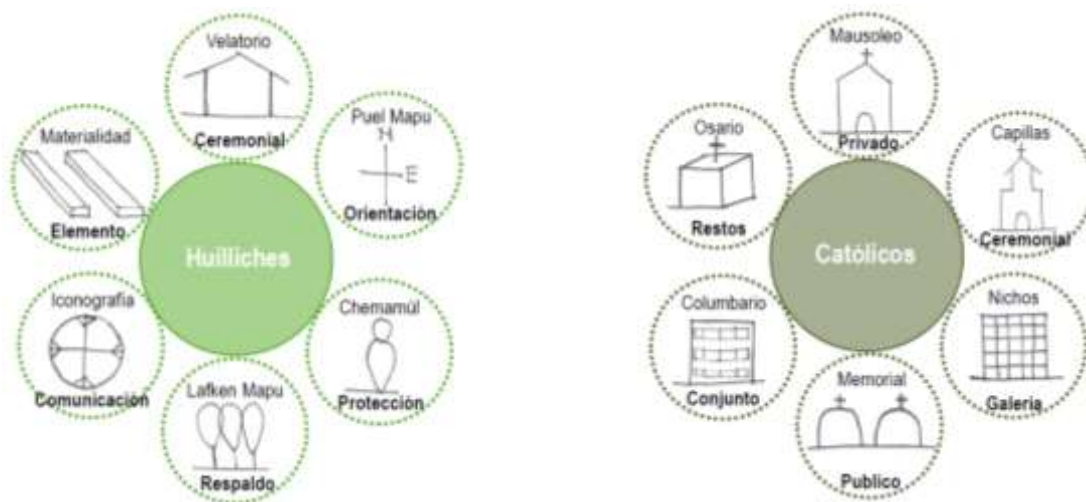 Velatorio
Ceremonial
Puel Mapu
H
E
Orientación
Chemamúl
Protección
Lafken Mapu
Respaldo
Iconografía
Comunicación
Materialidad
Elemento
Huilliches
Mausoleo
Privado
Capillas
Ceremonial
Nichos
Galeria
Memorial
Publico
Columbario
Conjunto
Osario
Restos
Católicos